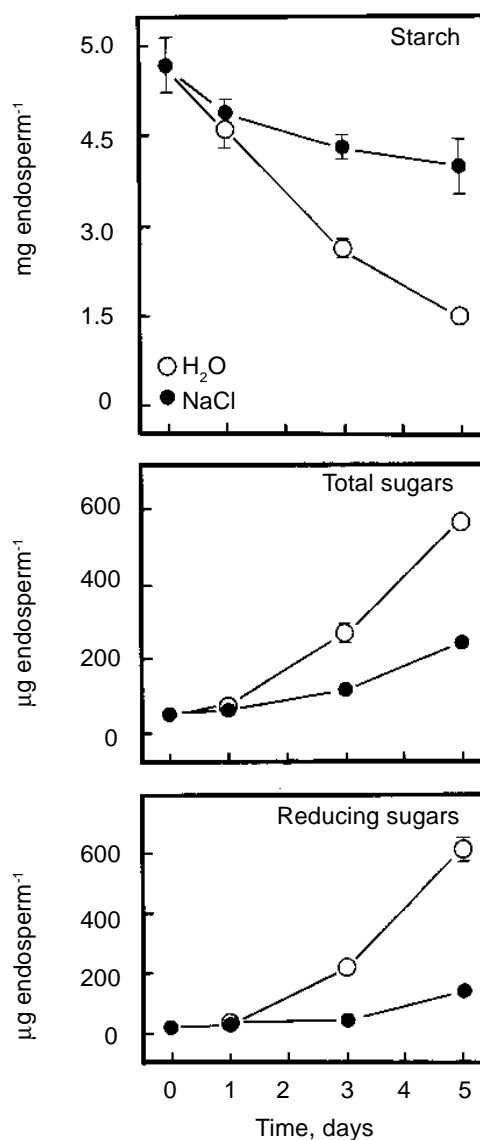 Starch
5.0
4.5
3.0
1.5
0
mg endosperm⁻¹
H₂O
NaCl
Total sugars
600
400
200
0
µg endosperm⁻¹
Reducing sugars
600
400
200
0
µg endosperm⁻¹
0 1 2 3 4 5
Time, days